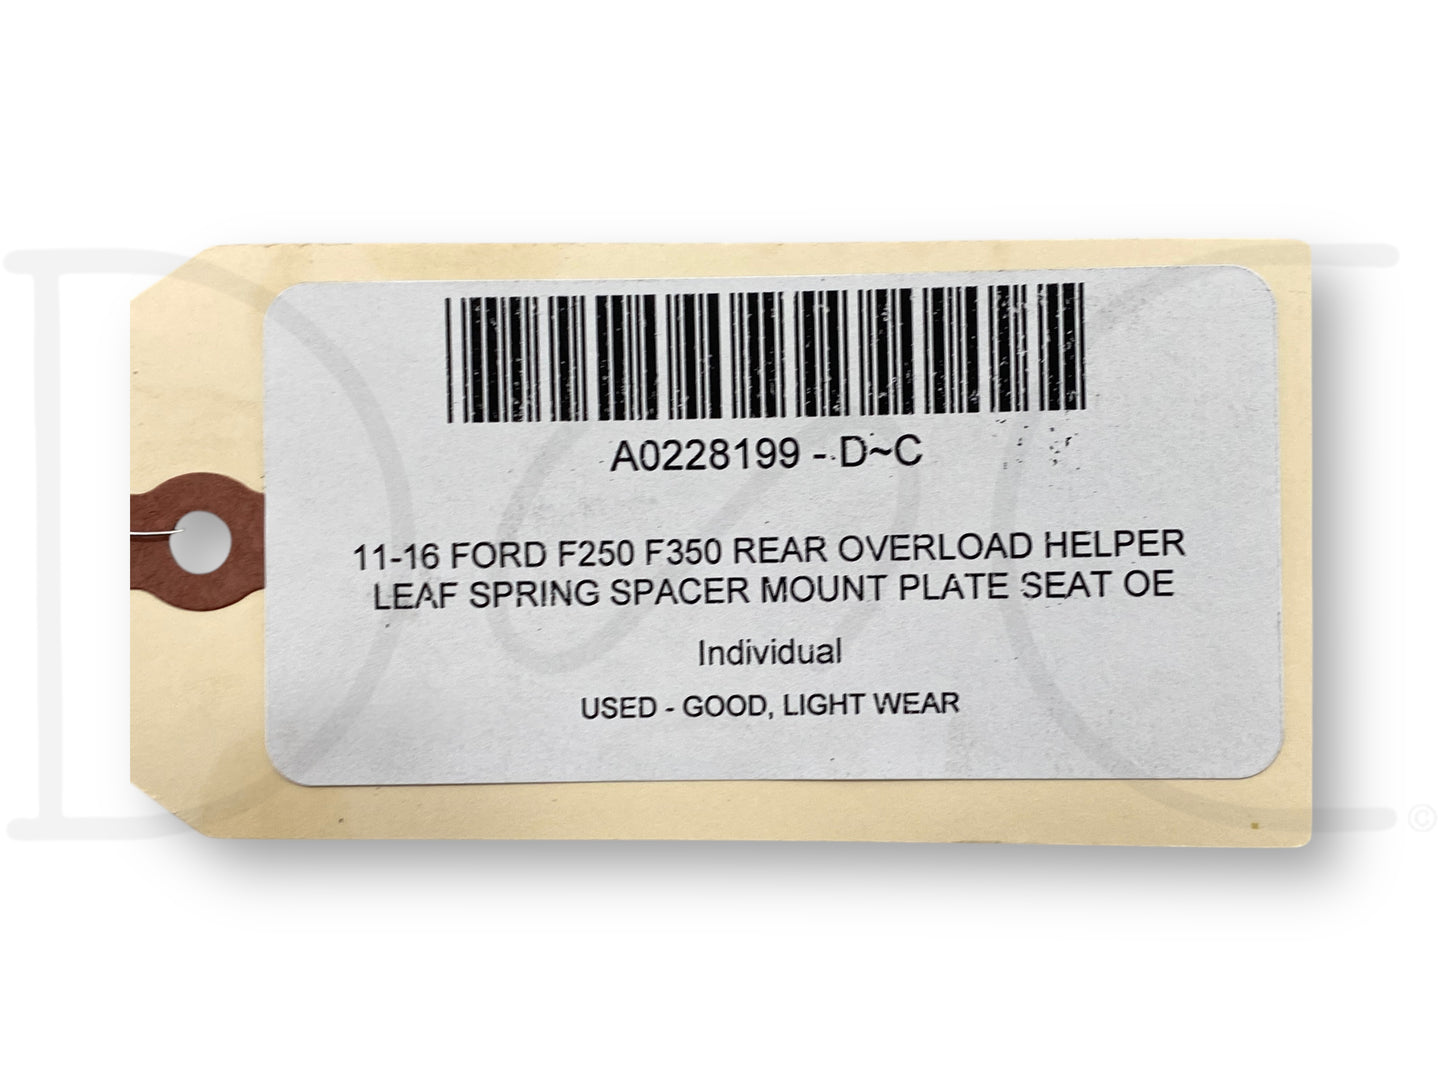 A0228199 - D~C
11-16 FORD F250 F350 REAR OVERLOAD HELPER
LEAF SPRING SPACER MOUNT PLATE SEAT OE
Individual
USED - GOOD, LIGHT WEAR
D~C ©